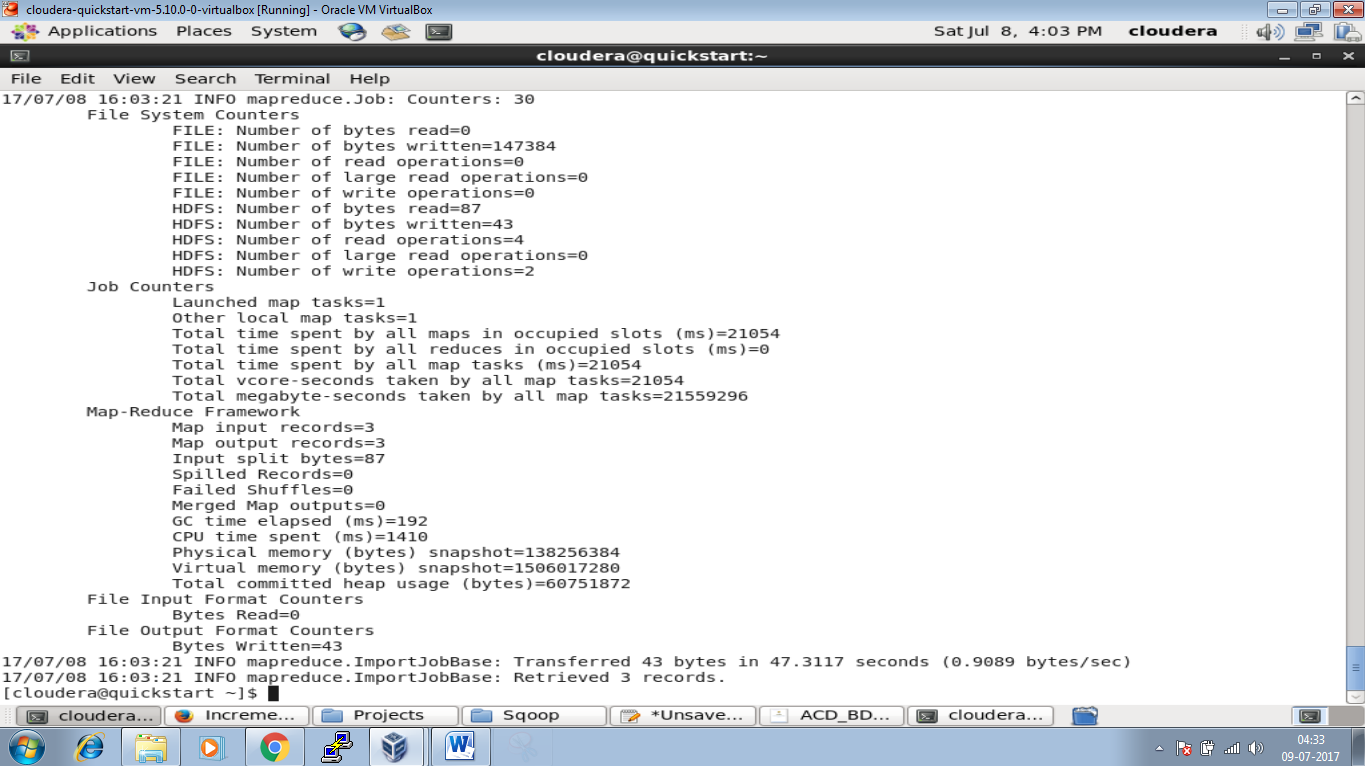 cloudera-quickstart-vm-5.10.0-0-virtualbox [Running] - Oracle VM VirtualBox
Applications Places System Sat Jul 8, 4:03 PM cloudera
cloudera@quickstart:~
File Edit View Search Terminal Help
17/07/08 16:03:21 INFO mapreduce.Job: Counters: 30
File System Counters
FILE: Number of bytes read=0
FILE: Number of bytes written=147384
FILE: Number of read operations=0
FILE: Number of large read operations=0
FILE: Number of write operations=0
HDFS: Number of bytes read=87
HDFS: Number of bytes written=43
HDFS: Number of read operations=4
HDFS: Number of large read operations=0
HDFS: Number of write operations=2
Job Counters
Launched map tasks=1
Other local map tasks=1
Total time spent by all maps in occupied slots (ms)=21054
Total time spent by all reduces in occupied slots (ms)=0
Total time spent by all map tasks (ms)=21054
Total vcore-seconds taken by all map tasks=21054
Total megabyte-seconds taken by all map tasks=21559296
Map-Reduce Framework
Map input records=3
Map output records=3
Input split bytes=87
Spilled Records=0
Failed Shuffles=0
Merged Map outputs=0
GC time elapsed (ms)=192
CPU time spent (ms)=1410
Physical memory (bytes) snapshot=138256384
Virtual memory (bytes) snapshot=1506017280
Total committed heap usage (bytes)=60751872
File Input Format Counters
Bytes Read=0
File Output Format Counters
Bytes Written=43
17/07/08 16:03:21 INFO mapreduce.ImportJobBase: Transferred 43 bytes in 47.3117 seconds (0.9089 bytes/sec)
17/07/08 16:03:21 INFO mapreduce.ImportJobBase: Retrieved 3 records.
[cloudera@quickstart ~]$
cloudera... Increme... Projects Sqoop *Unsave... ACD_BD... cloudera...
04:33
09-07-2017